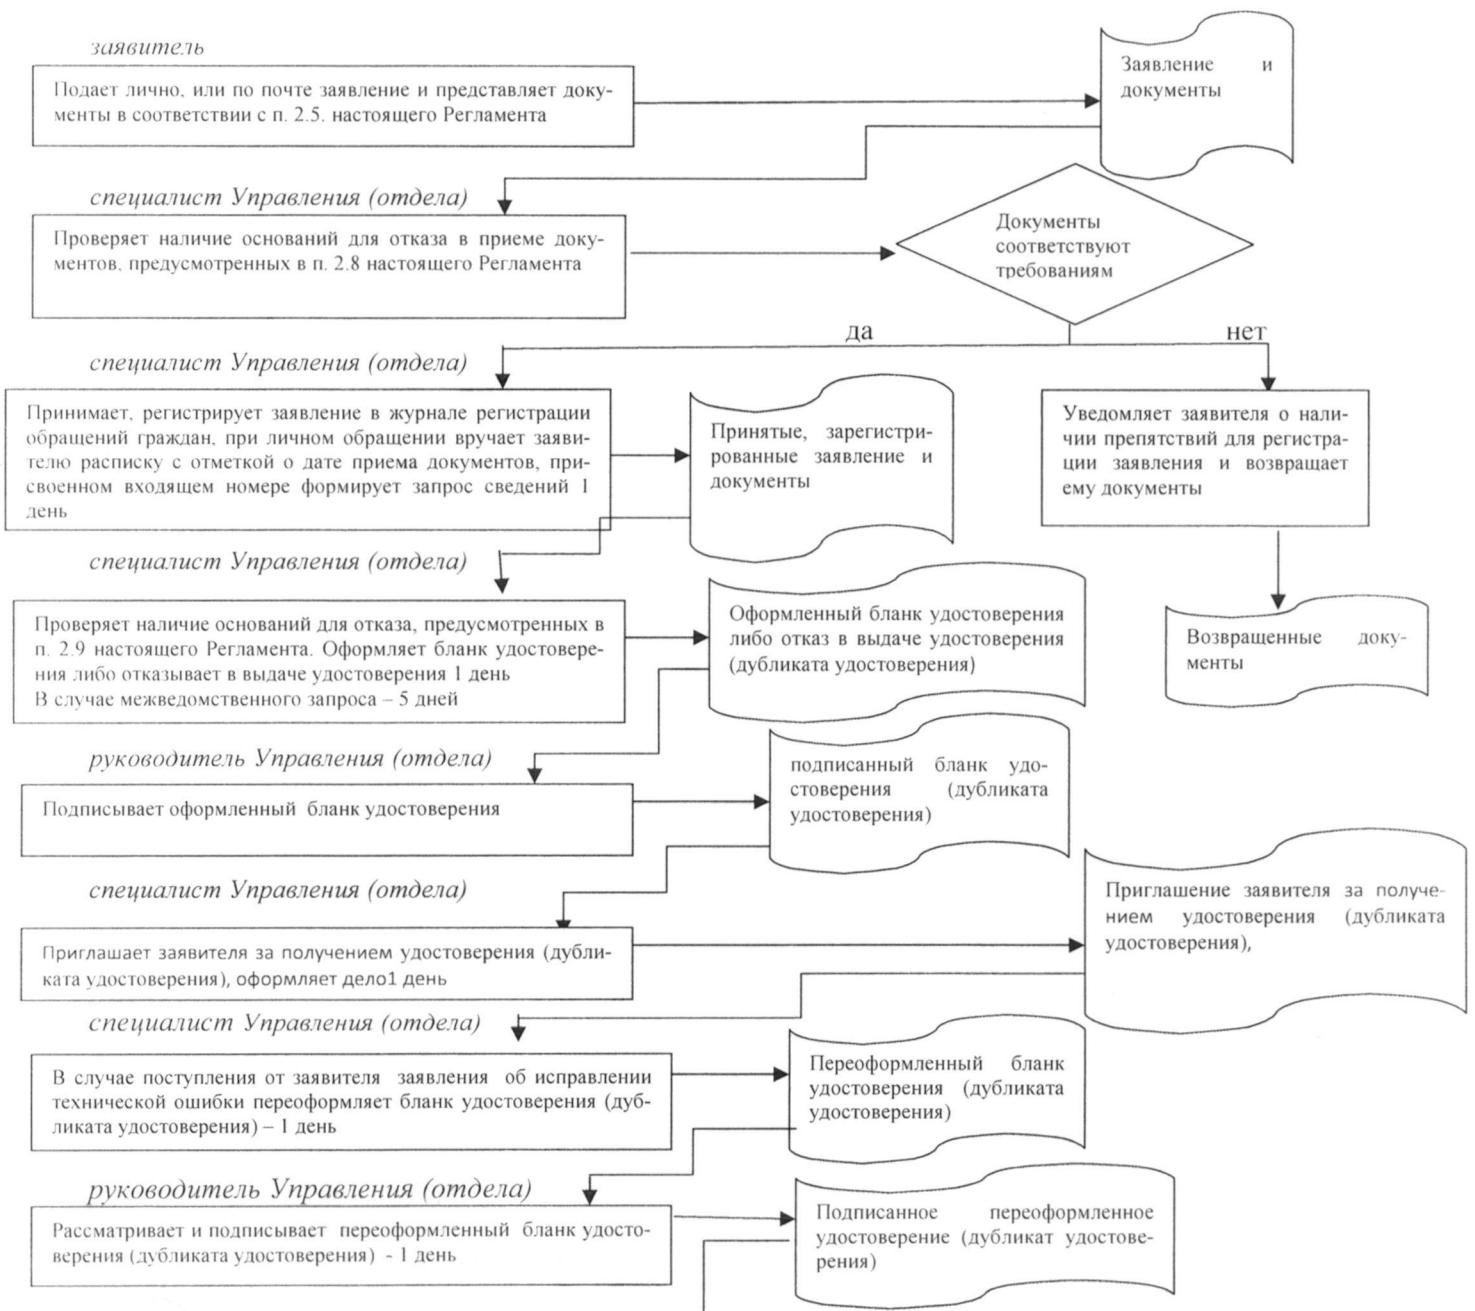 заявитель
Подает лично, или по почте заявление и представляет доку-
менты в соответствии с п. 2.5. настоящего Регламента
Заявление и
документы
специалист Управления (отдела)
Проверяет наличие оснований для отказа в приеме доку-
ментов, предусмотренных в п. 2.8 настоящего Регламента
Документы
соответствуют
требованиям
да
нет
специалист Управления (отдела)
Принимает, регистрирует заявление в журнале регистрации
обращений граждан, при личном обращении вручает заяви-
телю расписку с отметкой о дате приема документов, при-
своенном входящем номере формирует запрос сведений 1
день
Принятые, зарегистри-
рованные заявление и
документы
Уведомляет заявителя о нали-
чии препятствий для регистра-
ции заявления и возвращает
ему документы
специалист Управления (отдела)
Проверяет наличие оснований для отказа, предусмотренных в
п. 2.9 настоящего Регламента. Оформляет бланк удостовере-
ния либо отказывает в выдаче удостоверения 1 день
В случае межведомственного запроса – 5 дней
Оформленный бланк удостоверения
либо отказ в выдаче удостоверения
(дубликата удостоверения)
Возвращенные доку-
менты
руководитель Управления (отдела)
Подписывает оформленный бланк удостоверения
подписанный бланк удо-
стоверения (дубликата
удостоверения)
специалист Управления (отдела)
Приглашает заявителя за получением удостоверения (дубли-
ката удостоверения), оформляет дело1 день
Приглашение заявителя за получе-
нием удостоверения (дубликата
удостоверения),
специалист Управления (отдела)
В случае поступления от заявителя заявления об исправлении
технической ошибки переоформляет бланк удостоверения (дуб-
ликата удостоверения) – 1 день
Переоформленный бланк
удостоверения (дубликата
удостоверения)
руководитель Управления (отдела)
Рассматривает и подписывает переоформленный бланк удосто-
верения (дубликата удостоверения) - 1 день
Подписанное переоформленное
удостоверение (дубликат удостове-
рения)